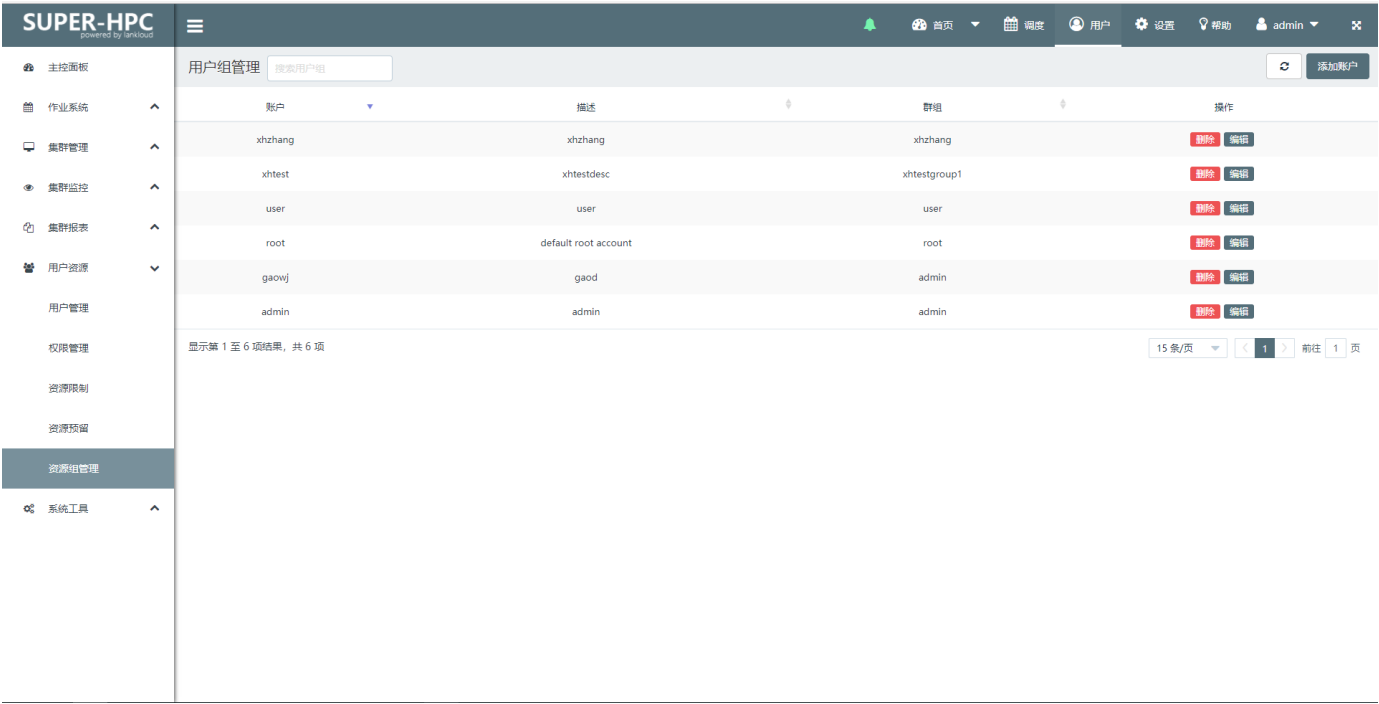 SUPER-HPC
powered by lankloud
首页 调度 用户 设置 帮助 admin
主控面板
作业系统
集群管理
集群监控
集群报表
用户资源
用户管理
权限管理
资源限制
资源预留
资源组管理
系统工具
用户组管理 搜索用户组 添加账户
账户 描述 群组 操作
xhzhang xhzhang xhzhang 删除 编辑
xhtest xhtestdesc xhtestgroup1 删除 编辑
user user user 删除 编辑
root default root account root 删除 编辑
gaowj gaod admin 删除 编辑
admin admin admin 删除 编辑
显示第 1 至 6 项结果，共 6 项 15 条/页 1 前往 1 页